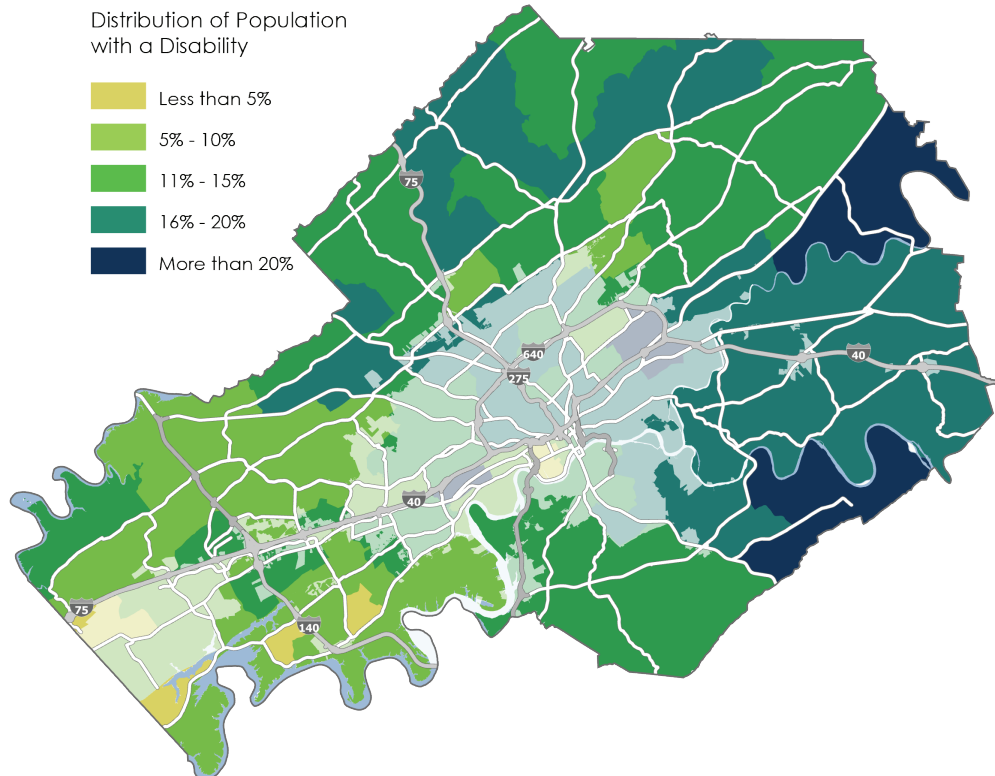 Distribution of Population
with a Disability
Less than 5%
5% - 10%
11% - 15%
16% - 20%
More than 20%
75
640
40
275
40
75
140